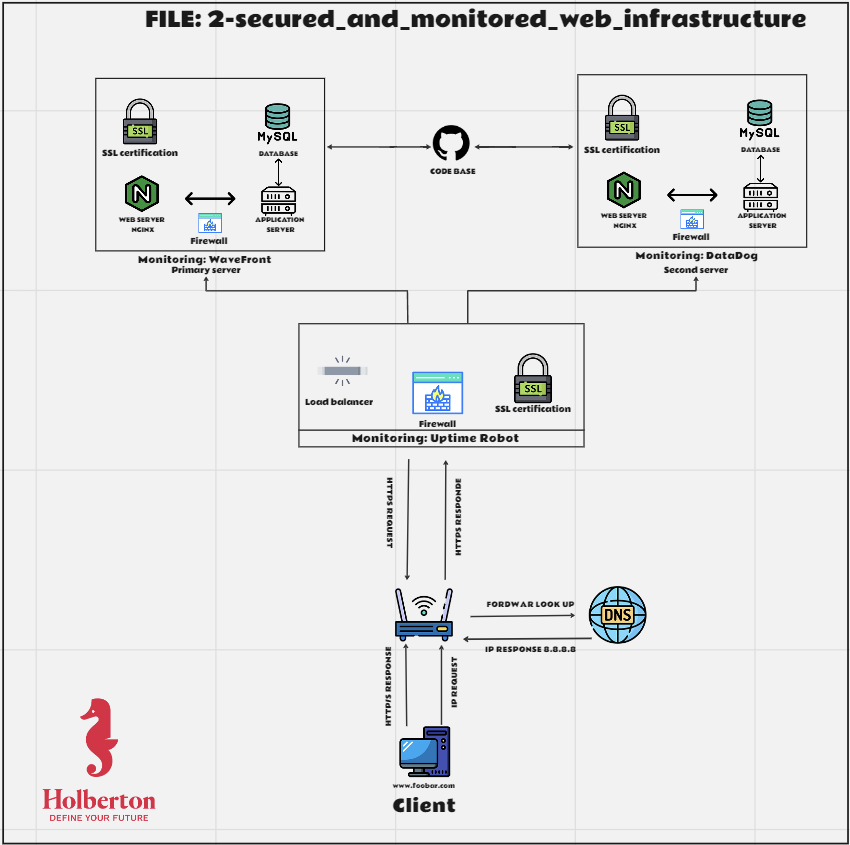 FILE: 2-secured_and_monitored_web_infrastructure
SSL
SSL certification
MySQL
DATABASE
N
WEB SERVER
NGINX
Firewall
APPLICATION
SERVER
Monitoring: WaveFront
Primary server
CODE BASE
SSL
SSL certification
MySQL
DATABASE
N
WEB SERVER
NGINX
Firewall
APPLICATION
SERVER
Monitoring: DataDog
Second server
Load balancer
Firewall
SSL
SSL certification
Monitoring: Uptime Robot
HTTPS REQUEST
HTTPS RESPONDE
FORDWAR LOOK UP
DNS
IP RESPONSE 8.8.8.8
HTTP/S RESPONSE
IP REQUEST
www.foobar.com
Client
Holberton
DEFINE YOUR FUTURE